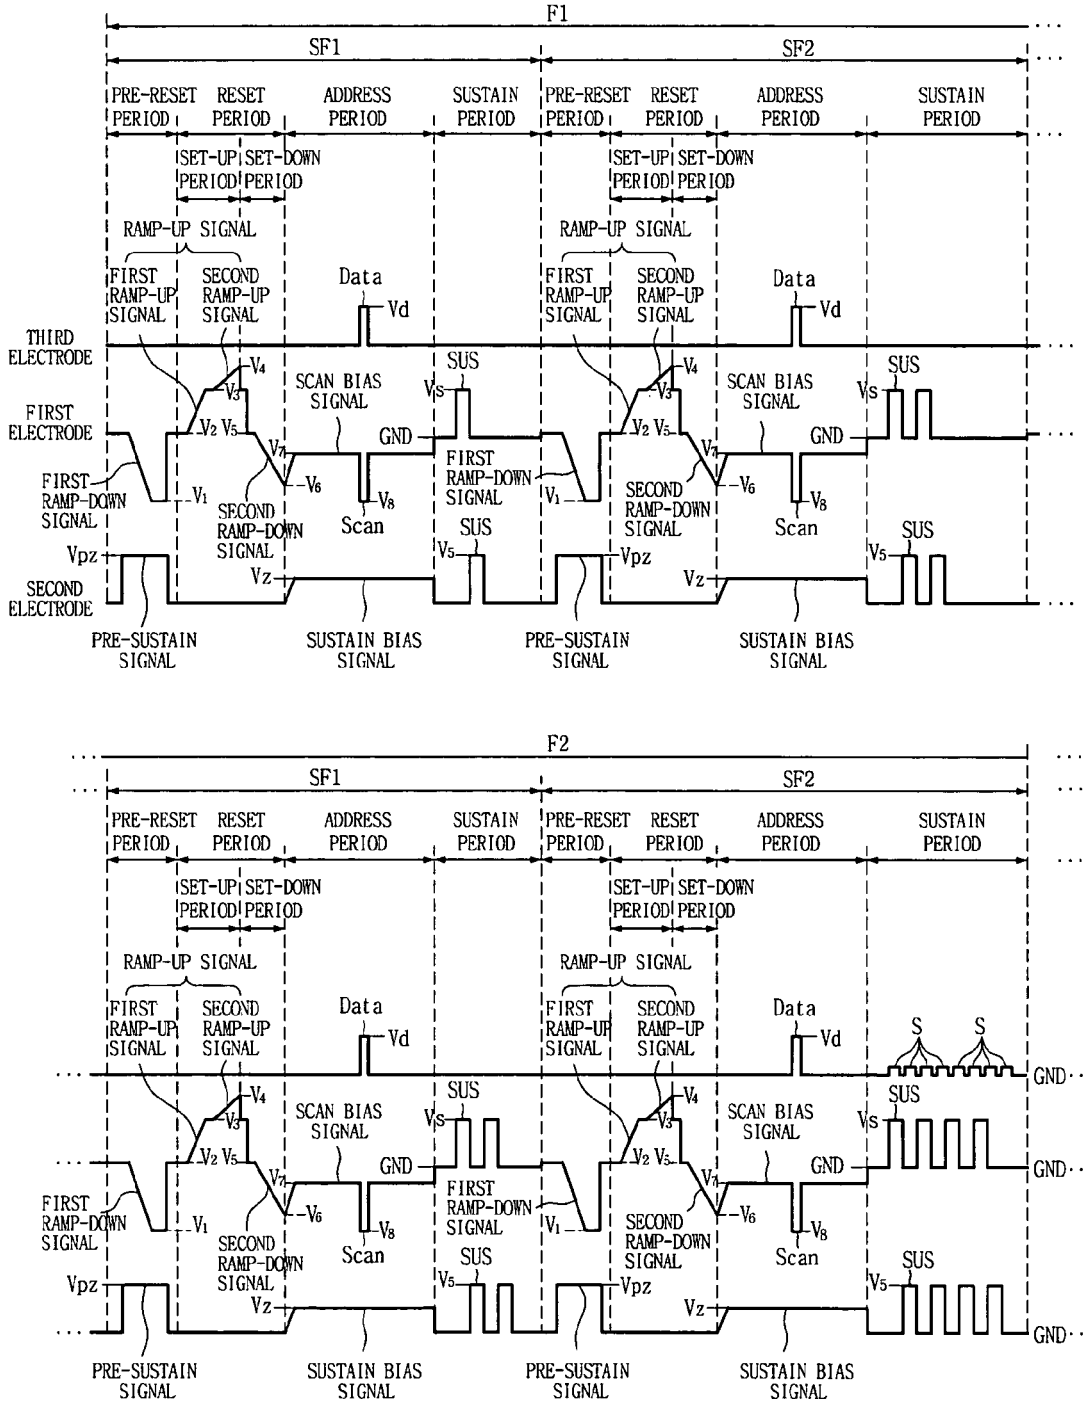 F1
SF1 SF2
PRE-RESET PERIOD RESET PERIOD ADDRESS PERIOD SUSTAIN PERIOD PRE-RESET PERIOD RESET PERIOD ADDRESS PERIOD SUSTAIN PERIOD
SET-UP PERIOD SET-DOWN PERIOD SET-UP PERIOD SET-DOWN PERIOD
RAMP-UP SIGNAL RAMP-UP SIGNAL
FIRST RAMP-UP SIGNAL SECOND RAMP-UP SIGNAL Data Vd FIRST RAMP-UP SIGNAL SECOND RAMP-UP SIGNAL Data Vd
THIRD ELECTRODE
V4 SUS V4 SUS
V3 SCAN BIAS SIGNAL Vs V3 SCAN BIAS SIGNAL Vs
FIRST ELECTRODE
V2 V5 GND V2 V5 GND
V7 V7
FIRST RAMP-DOWN SIGNAL V1 SECOND RAMP-DOWN SIGNAL V6 V8 Scan FIRST RAMP-DOWN SIGNAL V1 SECOND RAMP-DOWN SIGNAL V6 V8 Scan
SUS SUS
Vpz V5 Vpz V5
Vz Vz
SECOND ELECTRODE
PRE-SUSTAIN SIGNAL SUSTAIN BIAS SIGNAL PRE-SUSTAIN SIGNAL SUSTAIN BIAS SIGNAL
F2
SF1 SF2
PRE-RESET PERIOD RESET PERIOD ADDRESS PERIOD SUSTAIN PERIOD PRE-RESET PERIOD RESET PERIOD ADDRESS PERIOD SUSTAIN PERIOD
SET-UP PERIOD SET-DOWN PERIOD SET-UP PERIOD SET-DOWN PERIOD
RAMP-UP SIGNAL RAMP-UP SIGNAL
FIRST RAMP-UP SIGNAL SECOND RAMP-UP SIGNAL Data Vd FIRST RAMP-UP SIGNAL SECOND RAMP-UP SIGNAL Data Vd S S
GND
V4 SUS V4 SUS
V3 SCAN BIAS SIGNAL Vs V3 SCAN BIAS SIGNAL Vs
V2 V5 GND V2 V5 GND GND
V7 V7
FIRST RAMP-DOWN SIGNAL V1 SECOND RAMP-DOWN SIGNAL V6 V8 Scan FIRST RAMP-DOWN SIGNAL V1 SECOND RAMP-DOWN SIGNAL V6 V8 Scan
SUS SUS
Vpz V5 Vpz V5
Vz Vz
GND
PRE-SUSTAIN SIGNAL SUSTAIN BIAS SIGNAL PRE-SUSTAIN SIGNAL SUSTAIN BIAS SIGNAL